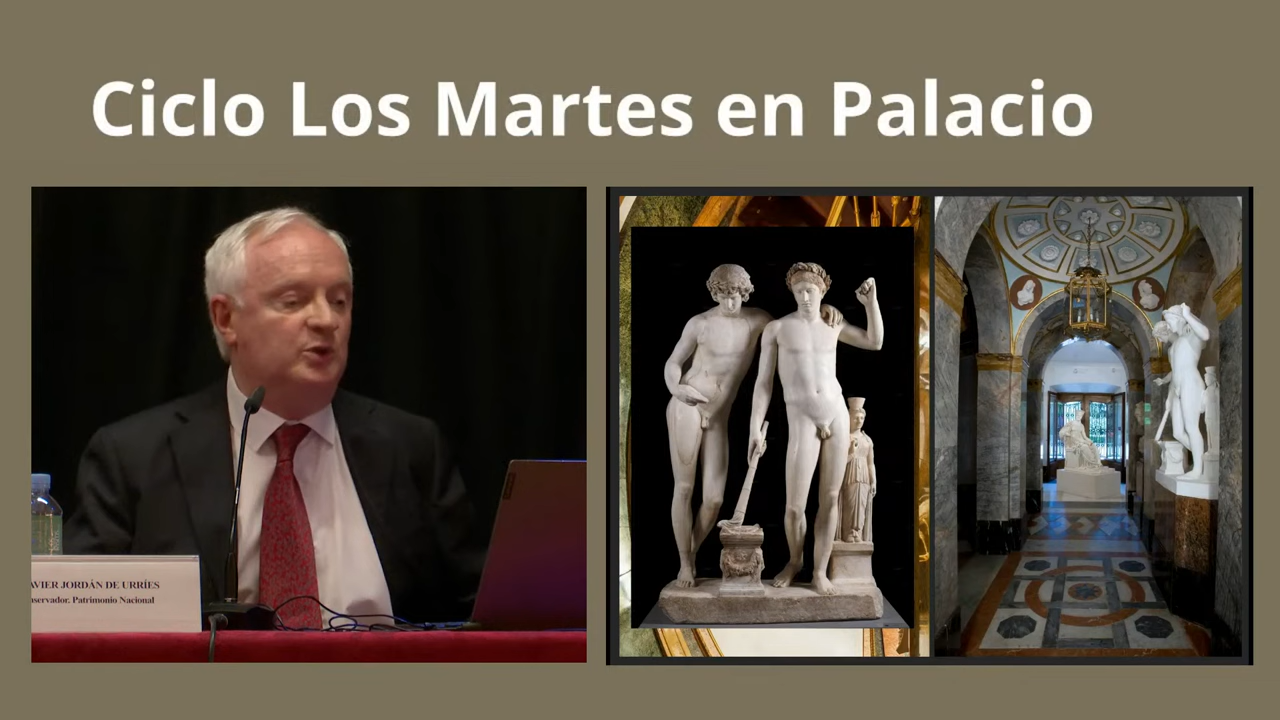 Ciclo Los Martes en Palacio
AVIER JORDÁN DE URRÍES
nservador. Patrimonio Nacional